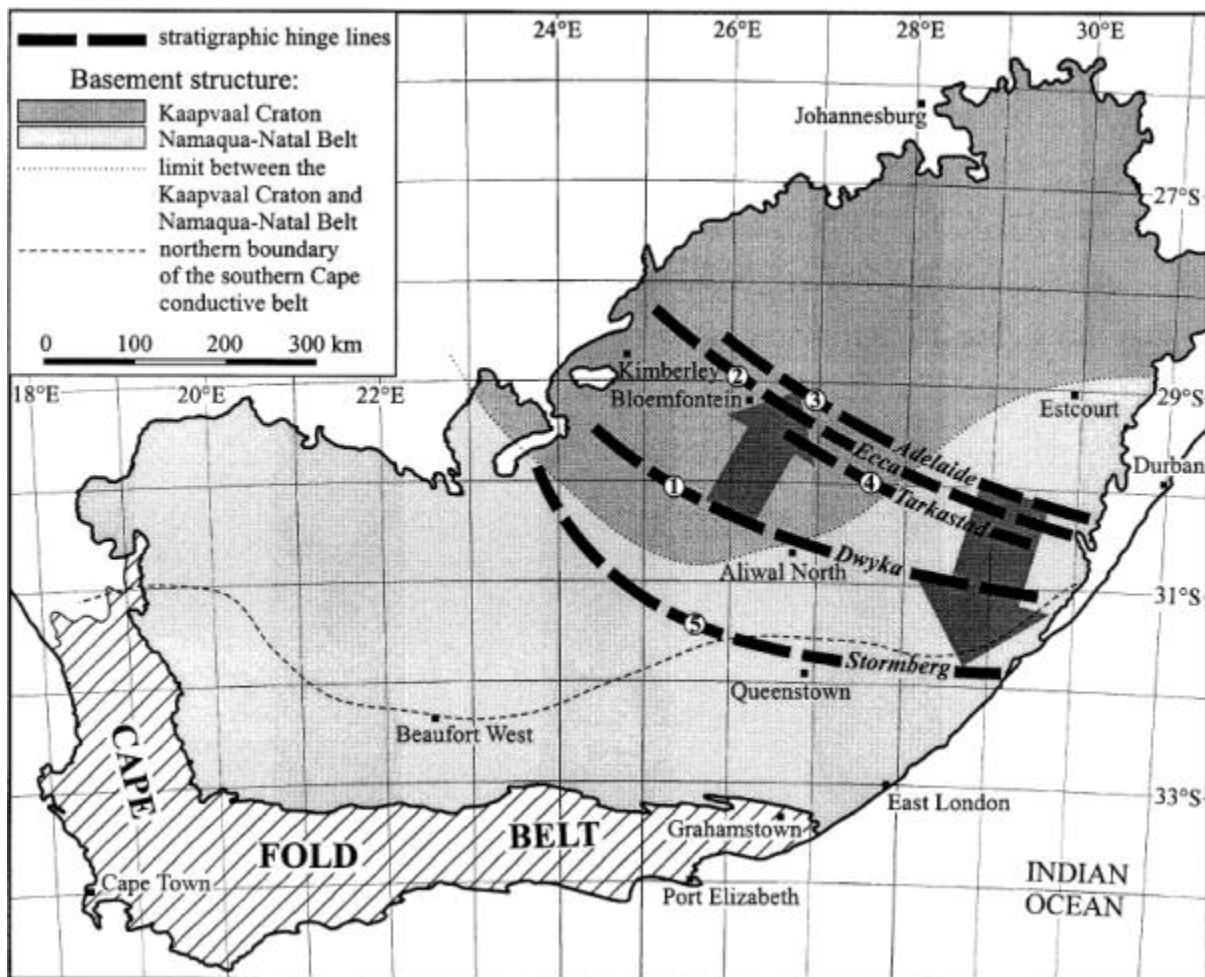 stratigraphic hinge lines
Basement structure:
Kaapvaal Craton
Namaqua-Natal Belt
limit between the
Kaapvaal Craton and
Namaqua-Natal Belt
northern boundary
of the southern Cape
conductive belt
0 100 200 300 km
24°E 26°E 28°E 30°E
Johannesburg
27°S
18°E 20°E 22°E
Kimberley
2
Bloemfontein
3
Estcourt
29°S
Adelaide
Ecca
Durban
1
4
Tarkastad
Dwyka
Aliwal North
31°S
5
Stormberg
Queenstown
Beaufort West
CAPE
FOLD
BELT
East London
33°S
Grahamstown
Cape Town
Port Elizabeth
INDIAN
OCEAN